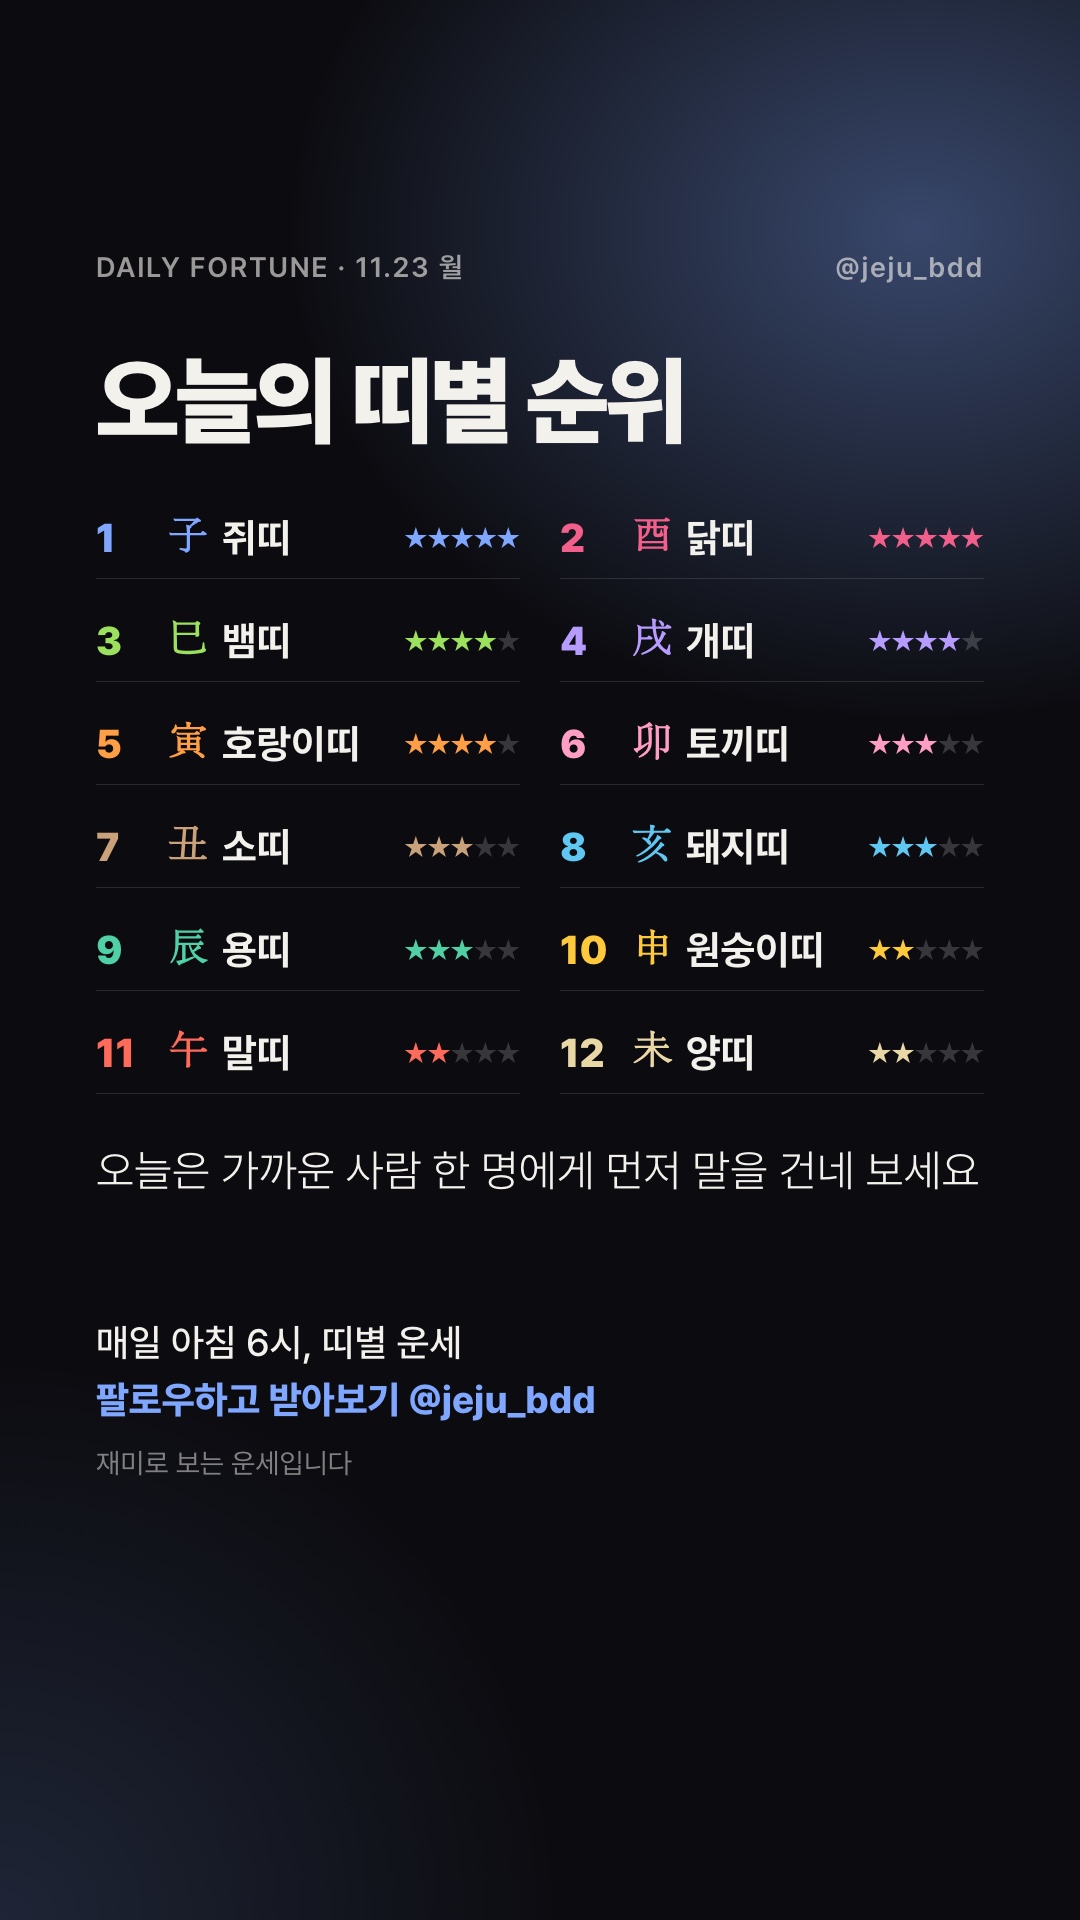 DAILY FORTUNE · 11.23 월 @jeju_bdd
오늘의 띠별 순위
1 子 쥐띠 ★★★★★ 2 酉 닭띠 ★★★★★
3 巳 뱀띠 ★★★★★ 4 戌 개띠 ★★★★★
5 寅 호랑이띠 ★★★★★ 6 卯 토끼띠 ★★★★★
7 丑 소띠 ★★★★★ 8 亥 돼지띠 ★★★★★
9 辰 용띠 ★★★★★ 10 申 원숭이띠 ★★★★★
11 午 말띠 ★★★★★ 12 未 양띠 ★★★★★
오늘은 가까운 사람 한 명에게 먼저 말을 건네 보세요
매일 아침 6시, 띠별 운세
팔로우하고 받아보기 @jeju_bdd
재미로 보는 운세입니다